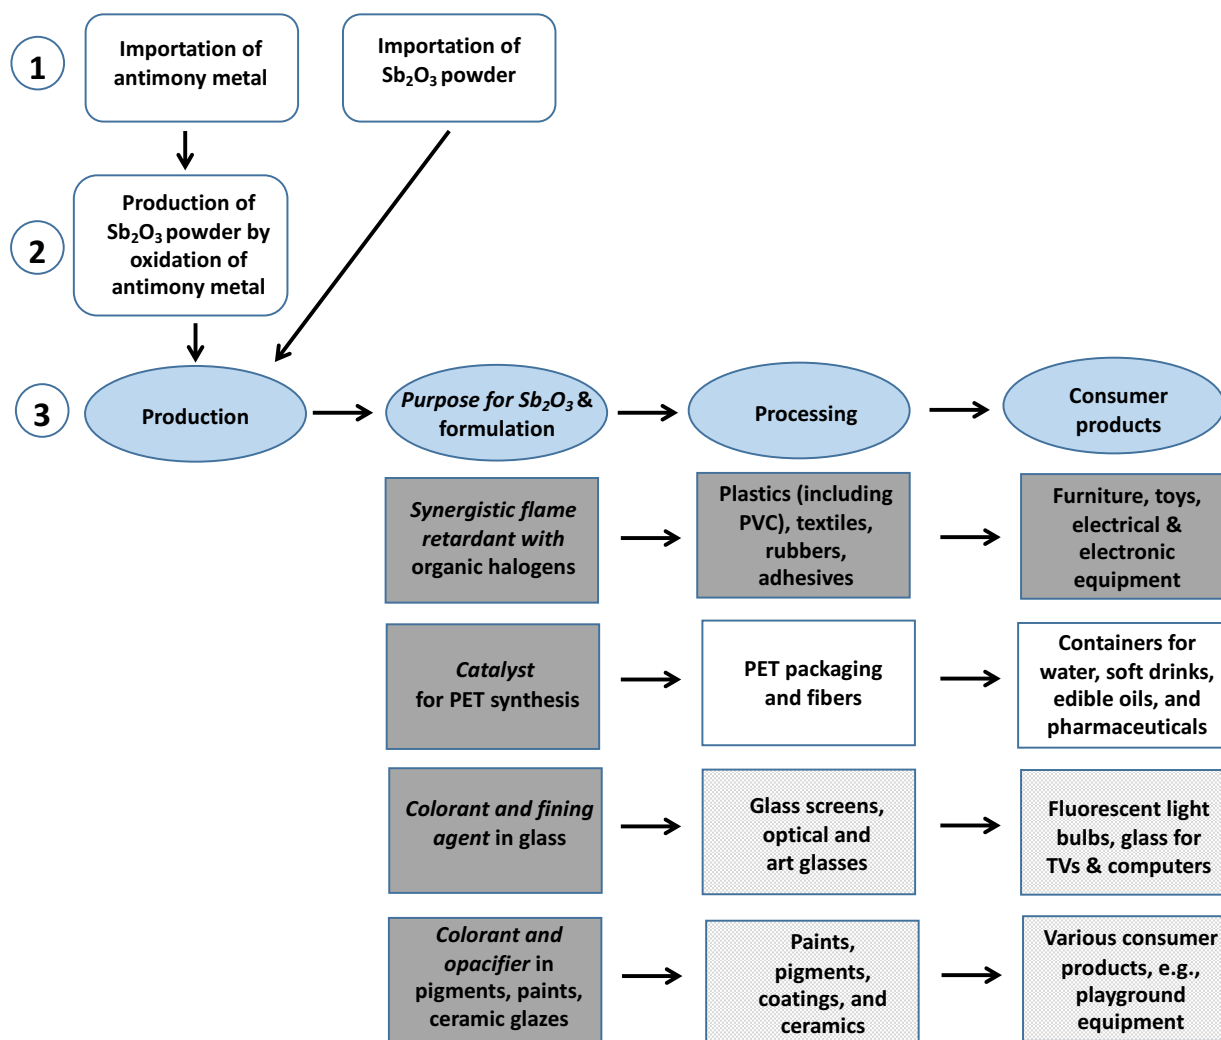 1
Importation of
antimony metal
Importation of
Sb₂O₃ powder
2
Production of
Sb₂O₃ powder by
oxidation of
antimony metal
3
Production
Purpose for Sb₂O₃ &
formulation
Processing
Consumer
products
Synergistic flame
retardant with
organic halogens
Plastics (including
PVC), textiles,
rubbers,
adhesives
Furniture, toys,
electrical &
electronic
equipment
Catalyst
for PET synthesis
PET packaging
and fibers
Containers for
water, soft drinks,
edible oils, and
pharmaceuticals
Colorant and fining
agent in glass
Glass screens,
optical and
art glasses
Fluorescent light
bulbs, glass for
TVs & computers
Colorant and
opacifier in
pigments, paints,
ceramic glazes
Paints,
pigments,
coatings, and
ceramics
Various consumer
products, e.g.,
playground
equipment